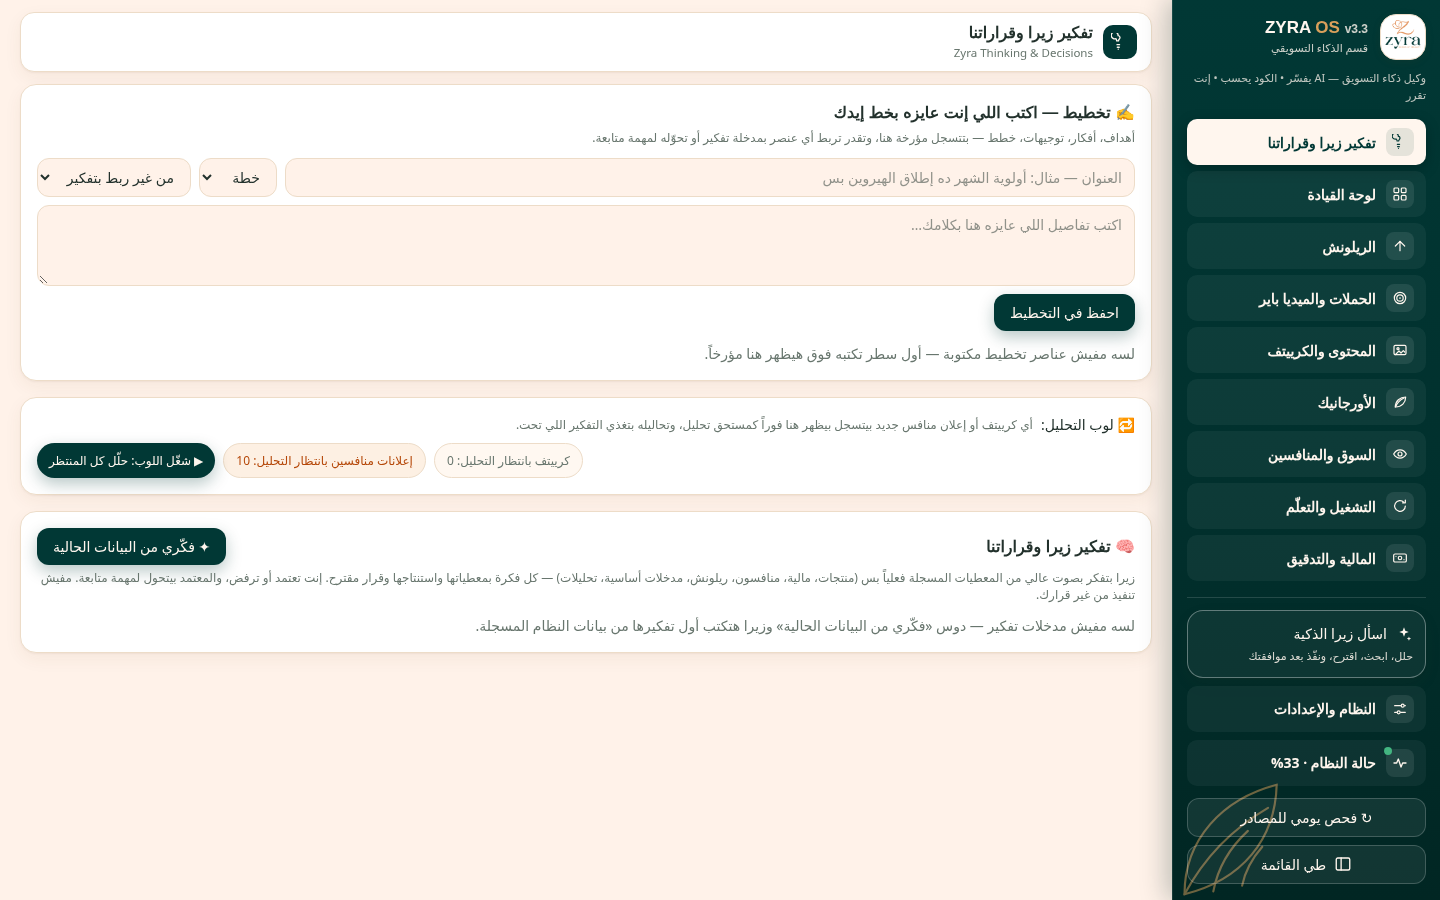 zyra
ZYRA OS v3.3
قسم الذكاء التسويقي
وكيل ذكاء التسويق — AI يفسّر • الكود يحسب • إنت
تقرر
تفكير زيرا وقراراتنا
لوحة القيادة
الريلونش
الحملات والميديا باير
المحتوى والكرييتف
الأورجانيك
السوق والمنافسين
التشغيل والتعلّم
المالية والتدقيق
اسأل زيرا الذكية
حلل، ابحث، اقترح، ونفّذ بعد موافقتك
النظام والإعدادات
حالة النظام · 33%
↻ فحص يومي للمصادر
طي القائمة
تفكير زيرا وقراراتنا
Zyra Thinking & Decisions
✍️ تخطيط — اكتب اللي إنت عايزه بخط إيدك
أهداف، أفكار، توجيهات، خطط — بتتسجل مؤرخة هنا، وتقدر تربط أي عنصر بمدخلة تفكير أو تحوّله لمهمة متابعة.
العنوان — مثال: أولوية الشهر ده إطلاق الهيروين بس
خطة
من غير ربط بتفكير
اكتب تفاصيل اللي عايزه هنا بكلامك...
احفظ في التخطيط
لسه مفيش عناصر تخطيط مكتوبة — أول سطر تكتبه فوق هيظهر هنا مؤرخاً.
🔁 لوب التحليل: أي كرييتف أو إعلان منافس جديد بيتسجل بيظهر هنا فوراً كمستحق تحليل، وتحاليله بتغذي التفكير اللي تحت.
كرييتف بانتظار التحليل: 0
إعلانات منافسين بانتظار التحليل: 10
▶ شغّل اللوب: حلّل كل المنتظر
🧠 تفكير زيرا وقراراتنا
✦ فكّري من البيانات الحالية
زيرا بتفكر بصوت عالي من المعطيات المسجلة فعلياً بس (منتجات، مالية، منافسون، ريلونش، مدخلات أساسية، تحليلات) — كل فكرة بمعطياتها واستنتاجها وقرار مقترح. إنت تعتمد أو ترفض، والمعتمد بيتحول لمهمة متابعة. مفيش
تنفيذ من غير قرارك.
لسه مفيش مدخلات تفكير — دوس «فكّري من البيانات الحالية» وزيرا هتكتب أول تفكيرها من بيانات النظام المسجلة.